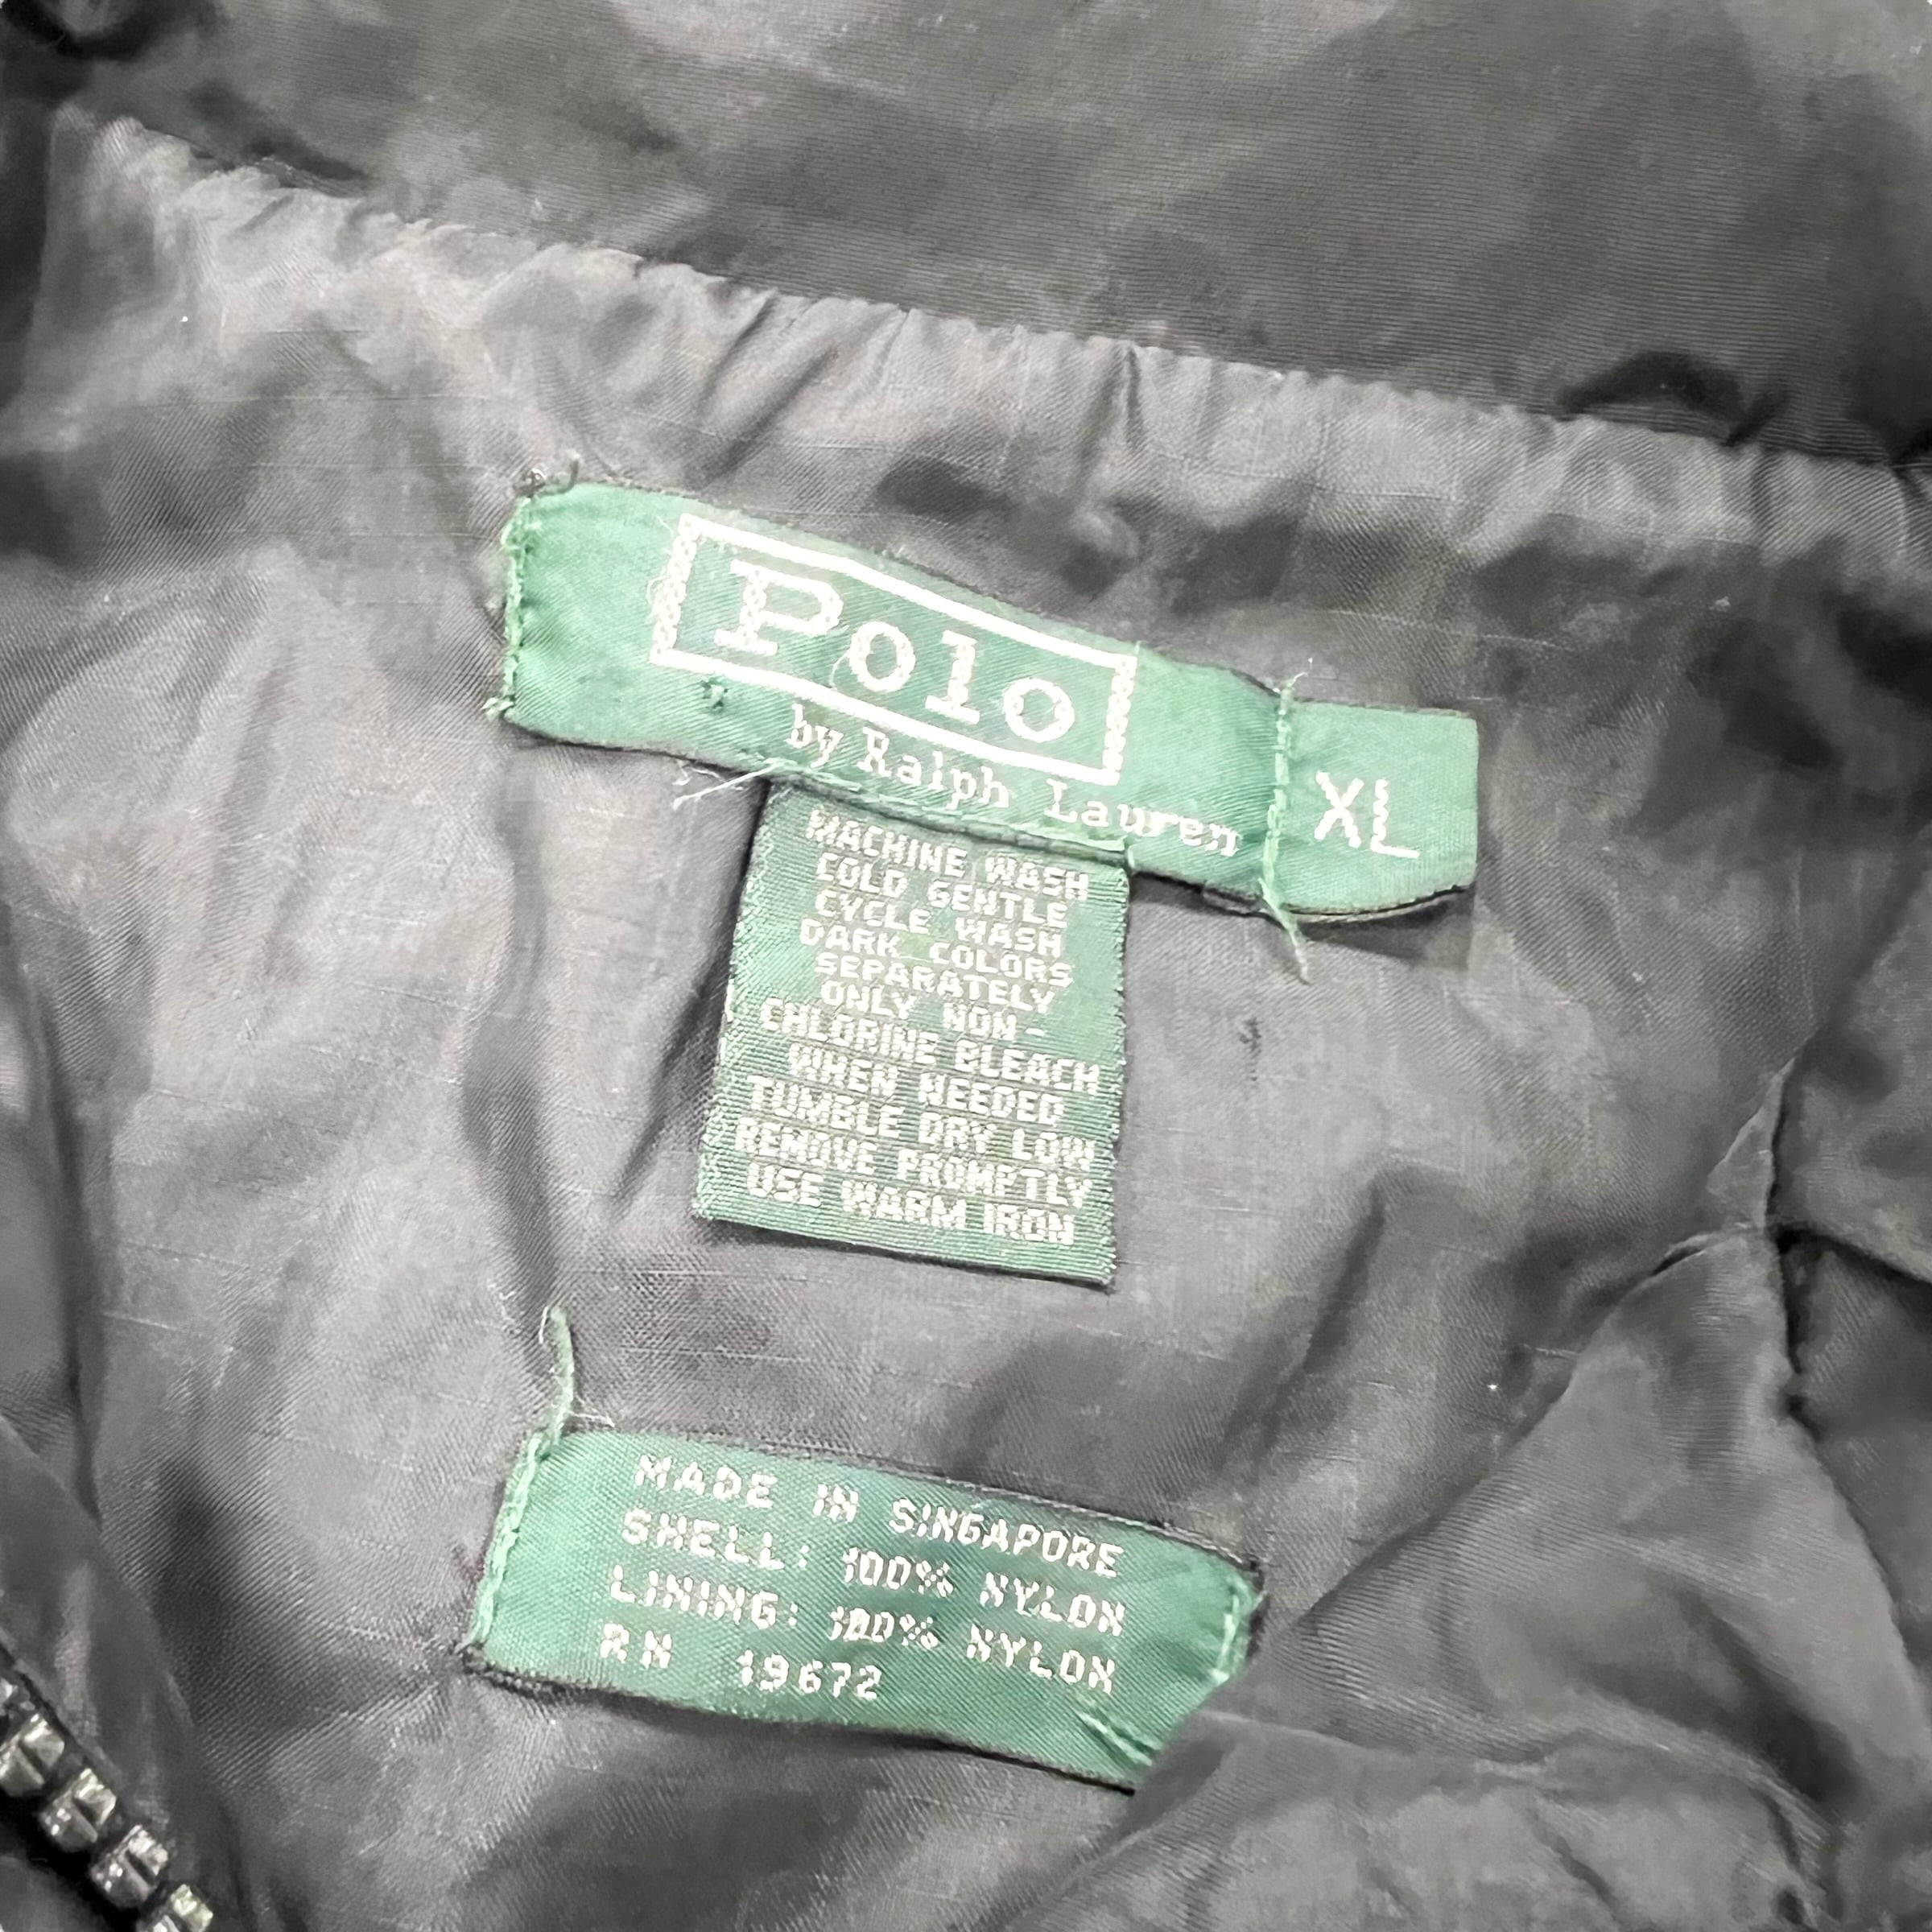 Polo
by Ralph Lauren
XL
MACHINE WASH
COLD GENTLE
CYCLE WASH
DARK COLORS
SEPARATELY
ONLY NON-
CHLORINE BLEACH
WHEN NEEDED
TUMBLE DRY LOW
REMOVE PROMPTLY
USE WARM IRON
MADE IN SINGAPORE
SHELL: 100% NYLON
LINING: 100% NYLON
RN 19672